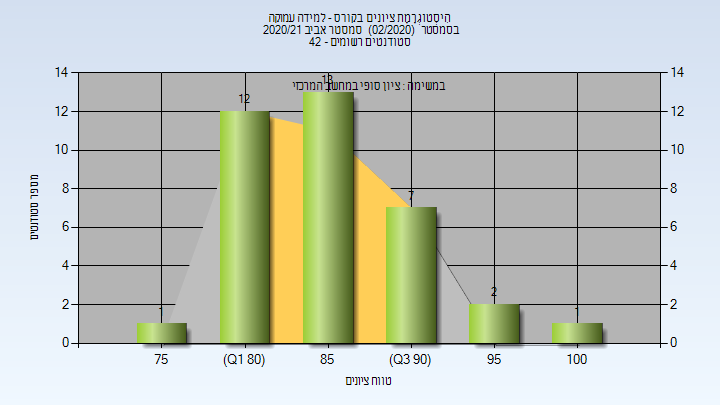 היסטוגרמת ציונים בקורס - למידה עמוקה
בסמסטר (02/2020) סמסטר אביב 2020/21
סטודנטים רשומים - 42
במשימה : ציון סופי במחשב המרכזי
מספר סטודנטים
14 14
12 12
10 10
8 8
6 6
4 4
2 2
0 0
1 12 13 7 2 1
75 (Q1 80) 85 (Q3 90) 95 100
טווח ציונים